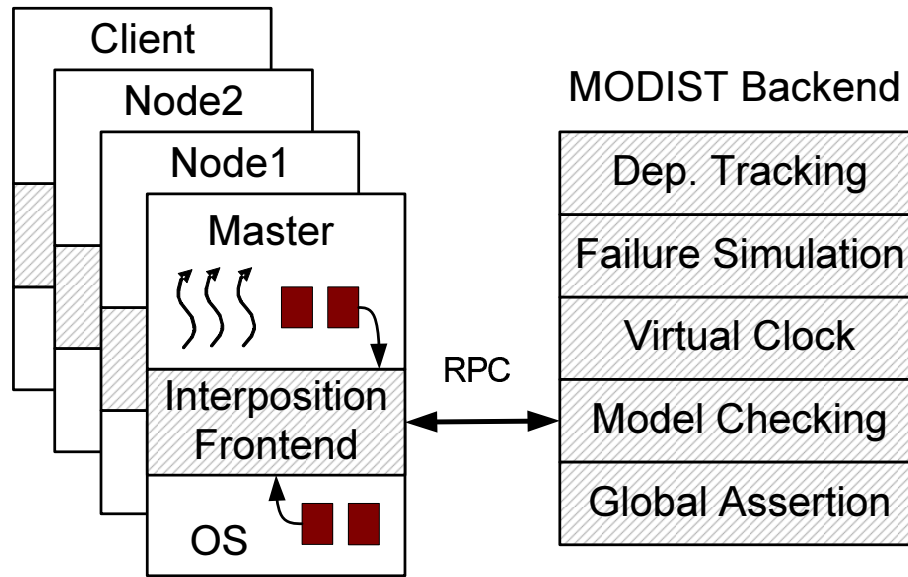 Client
Node2
Node1
Master
Interposition
Frontend
OS
RPC
MODIST Backend
Dep. Tracking
Failure Simulation
Virtual Clock
Model Checking
Global Assertion